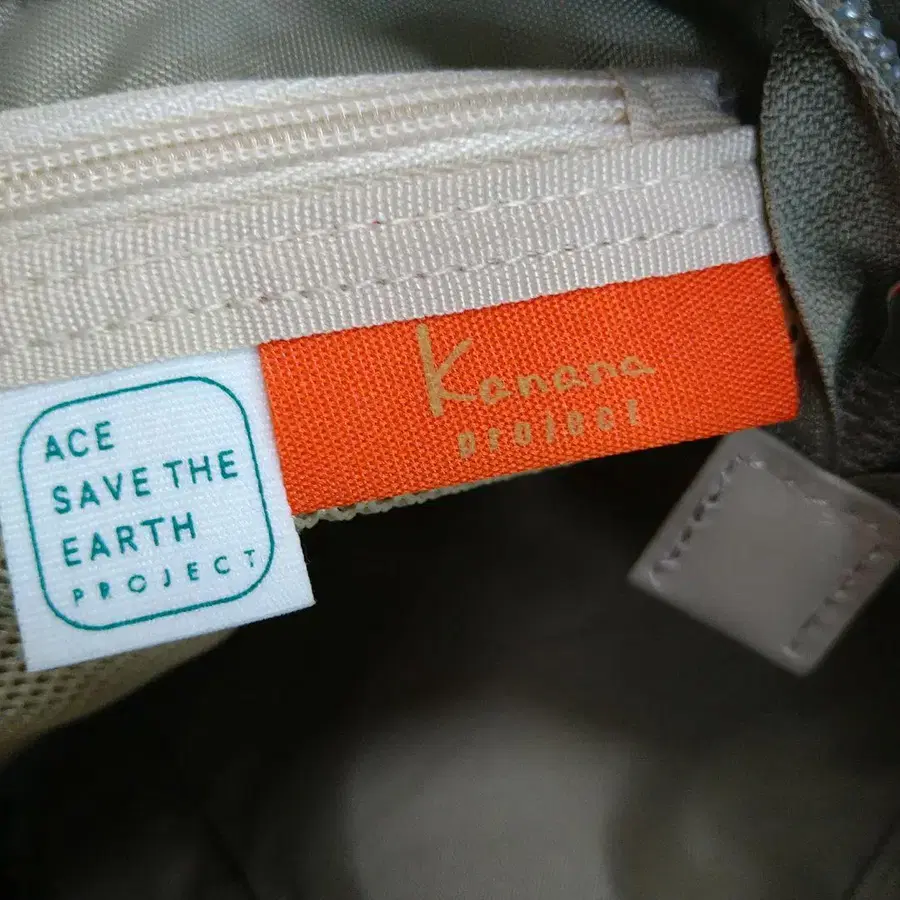 ACE
SAVE THE
EARTH
PROJECT
Kanana
project